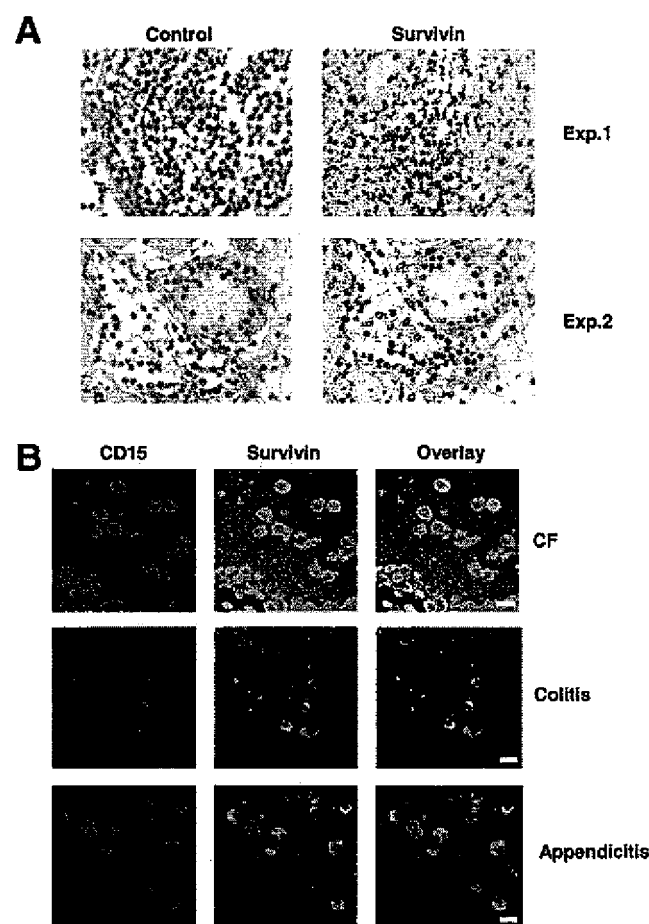 A
Control Survivin
Exp.1
Exp.2
B
CD15 Survivin Overlay
CF
Colitis
Appendicitis